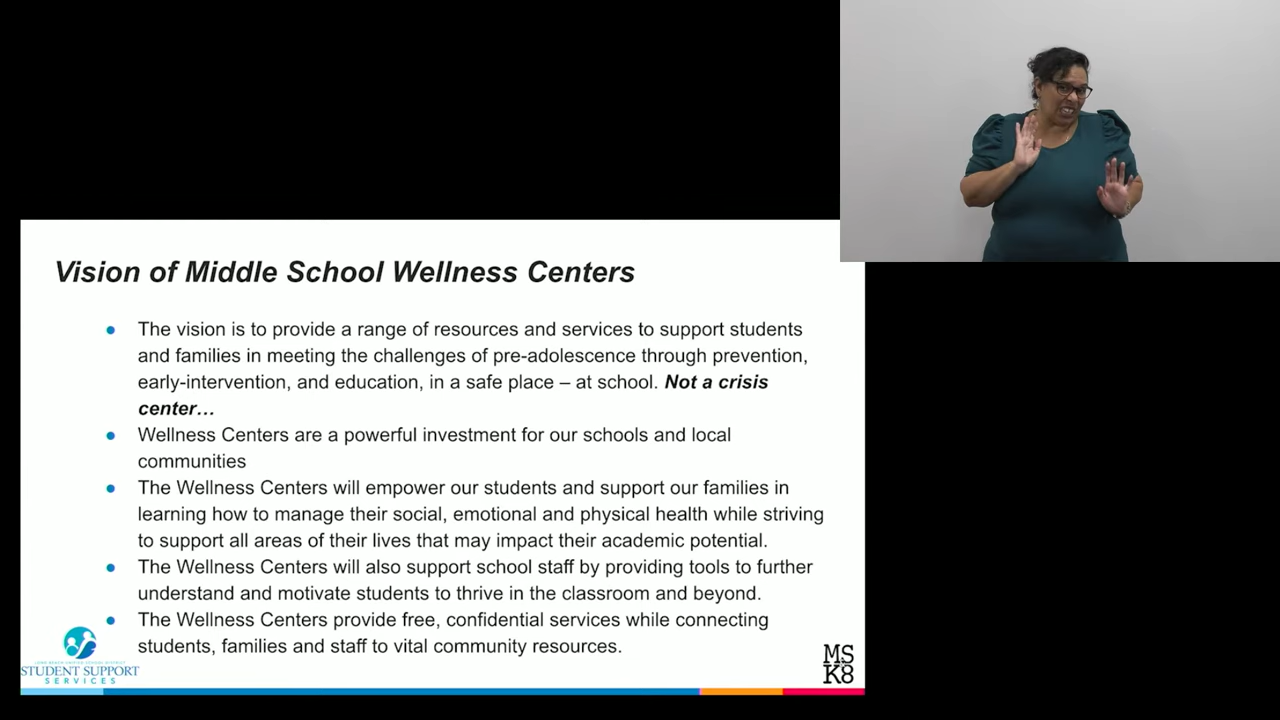 Vision of Middle School Wellness Centers
● The vision is to provide a range of resources and services to support students
and families in meeting the challenges of pre-adolescence through prevention,
early-intervention, and education, in a safe place – at school. Not a crisis
center…
● Wellness Centers are a powerful investment for our schools and local
communities
● The Wellness Centers will empower our students and support our families in
learning how to manage their social, emotional and physical health while striving
to support all areas of their lives that may impact their academic potential.
● The Wellness Centers will also support school staff by providing tools to further
understand and motivate students to thrive in the classroom and beyond.
● The Wellness Centers provide free, confidential services while connecting
students, families and staff to vital community resources.
STUDENT SUPPORT
SERVICES
MS
K8